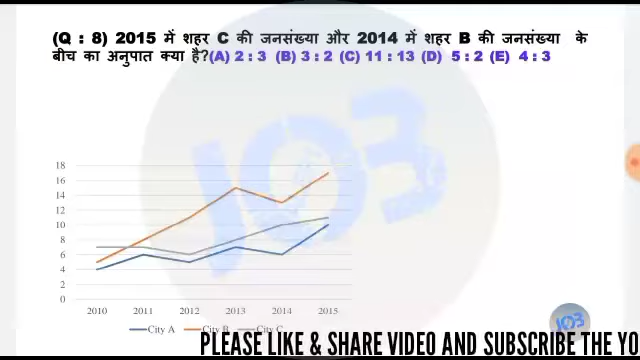 (Q : 8) 2015 में शहर C की जनसंख्या और 2014 में शहर B की जनसंख्या के
बीच का अनुपात क्या है?(A) 2 : 3 (B) 3 : 2 (C) 11 : 13 (D) 5 : 2 (E) 4 : 3
JO3
18
16
14
12
10
8
6
4
2
0
2010 2011 2012 2013 2014 2015
City A City B City C
JO3
PLEASE LIKE & SHARE VIDEO AND SUBSCRIBE THE YO